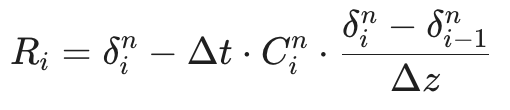 R_i = δ_i^n − Δt · C_i^n · (δ_i^n − δ_{i−1}^n) / Δz